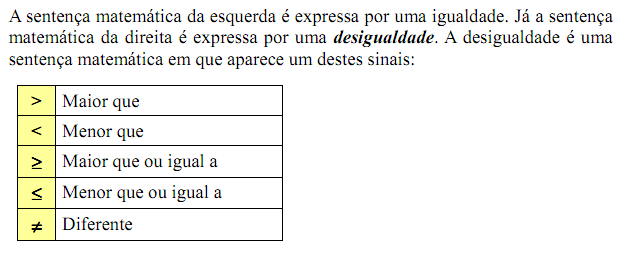 A sentença matemática da esquerda é expressa por uma igualdade. Já a sentença
matemática da direita é expressa por uma desigualdade. A desigualdade é uma
sentença matemática em que aparece um destes sinais:
> Maior que
< Menor que
≥ Maior que ou igual a
≤ Menor que ou igual a
≠ Diferente